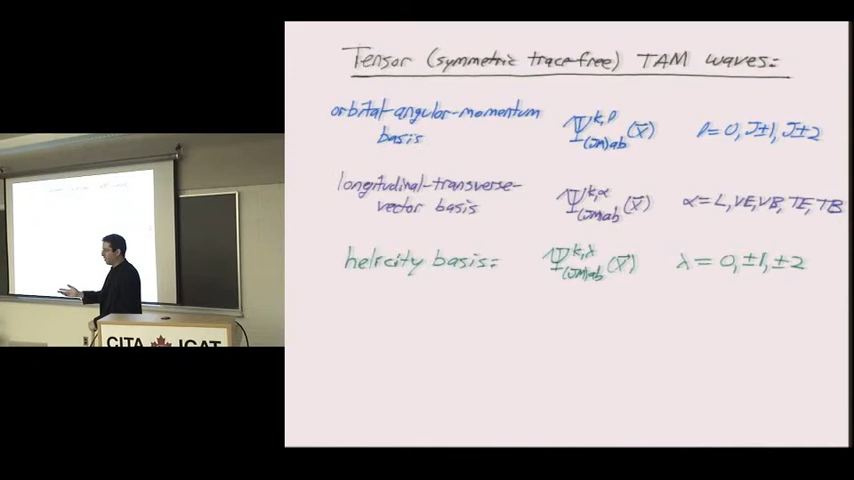 Tensor (symmetric trace-free) TAM waves:
orbital-angular-momentum basis Ψ^{k,l}_{(JM)ab}(x̄) l=0, J±1, J±2
longitudinal-transverse-vector basis Ψ^{k,α}_{(JM)ab}(x̄) α=L,VE,VB,TE,TB
helicity basis: Ψ^{k,λ}_{(JM)ab}(x̄) λ=0,±1,±2
CITA ICAT